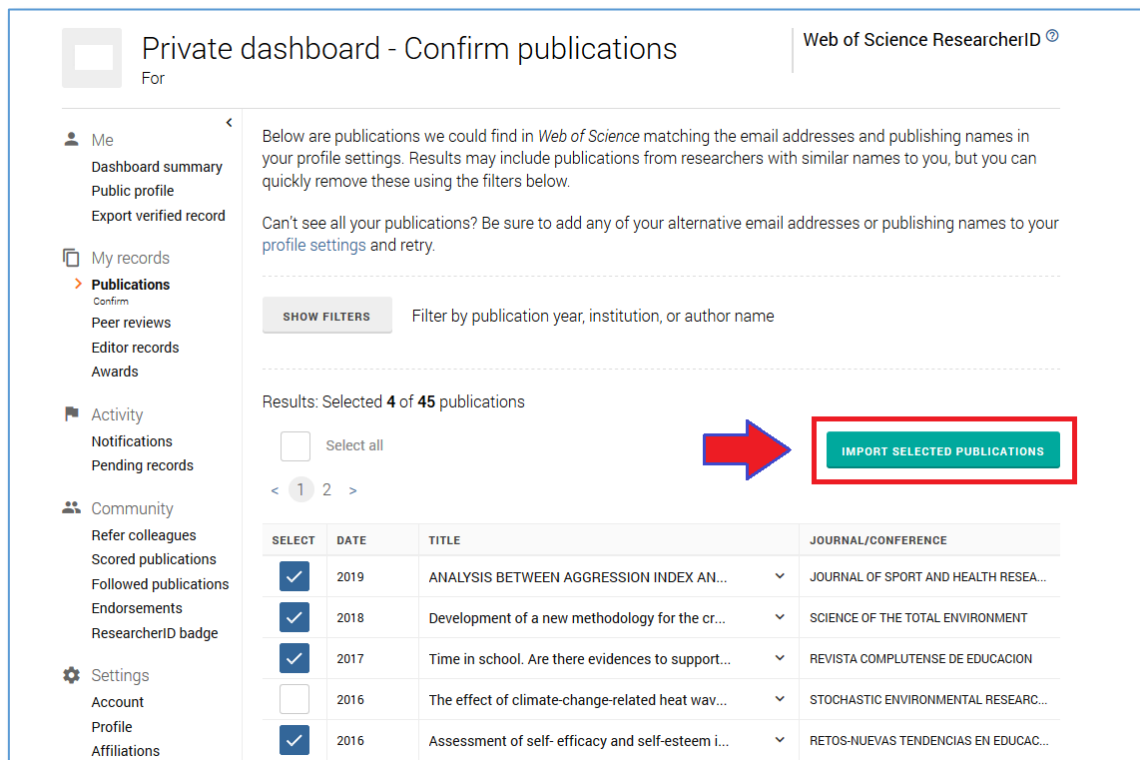 Private dashboard - Confirm publications
For
Web of Science ResearcherID ?
Me
Dashboard summary
Public profile
Export verified record
My records
Publications
Confirm
Peer reviews
Editor records
Awards
Activity
Notifications
Pending records
Community
Refer colleagues
Scored publications
Followed publications
Endorsements
ResearcherID badge
Settings
Account
Profile
Affiliations
Below are publications we could find in Web of Science matching the email addresses and publishing names in
your profile settings. Results may include publications from researchers with similar names to you, but you can
quickly remove these using the filters below.
Can't see all your publications? Be sure to add any of your alternative email addresses or publishing names to your
profile settings and retry.
SHOW FILTERS Filter by publication year, institution, or author name
Results: Selected 4 of 45 publications
Select all
IMPORT SELECTED PUBLICATIONS
< 1 2 >
SELECT DATE TITLE JOURNAL/CONFERENCE
2019 ANALYSIS BETWEEN AGGRESSION INDEX AN... JOURNAL OF SPORT AND HEALTH RESEA...
2018 Development of a new methodology for the cr... SCIENCE OF THE TOTAL ENVIRONMENT
2017 Time in school. Are there evidences to support... REVISTA COMPLUTENSE DE EDUCACION
2016 The effect of climate-change-related heat wav... STOCHASTIC ENVIRONMENTAL RESEARC...
2016 Assessment of self- efficacy and self-esteem i... RETOS-NUEVAS TENDENCIAS EN EDUCAC...